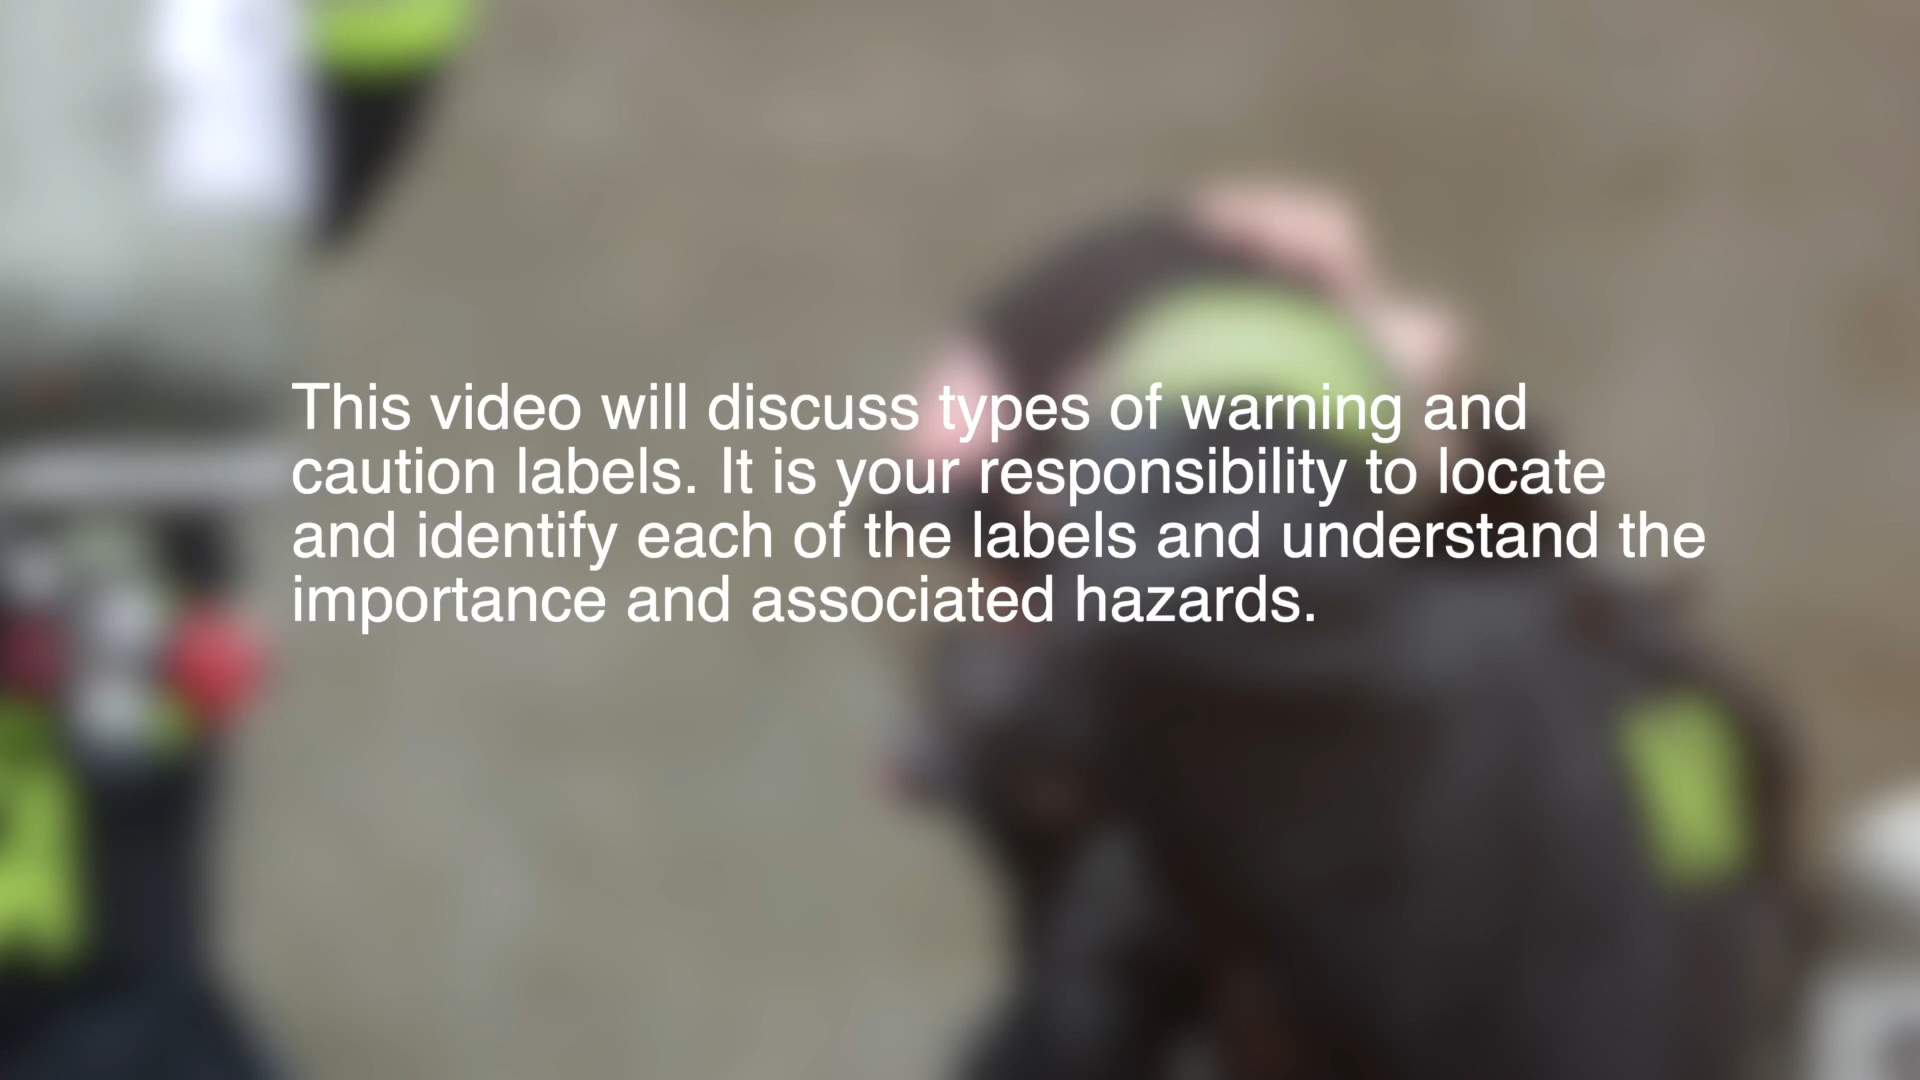 This video will discuss types of warning and
caution labels. It is your responsibility to locate
and identify each of the labels and understand the
importance and associated hazards.